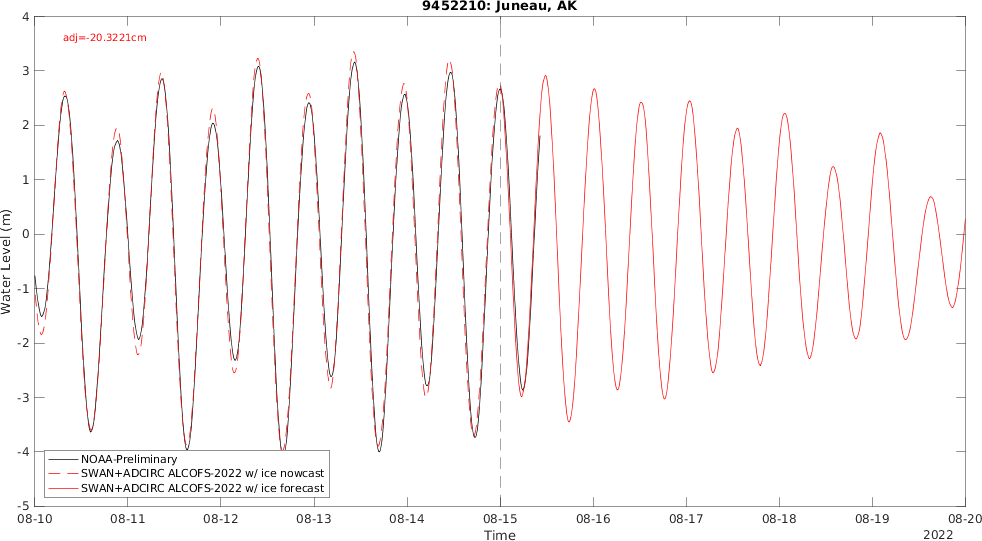 9452210: Juneau, AK
adj=-20.3221cm
Water Level (m)
4
3
2
1
0
-1
-2
-3
-4
-5
NOAA-Preliminary
SWAN+ADCIRC ALCOFS-2022 w/ ice nowcast
SWAN+ADCIRC ALCOFS-2022 w/ ice forecast
08-10 08-11 08-12 08-13 08-14 08-15 08-16 08-17 08-18 08-19 08-20
Time
2022